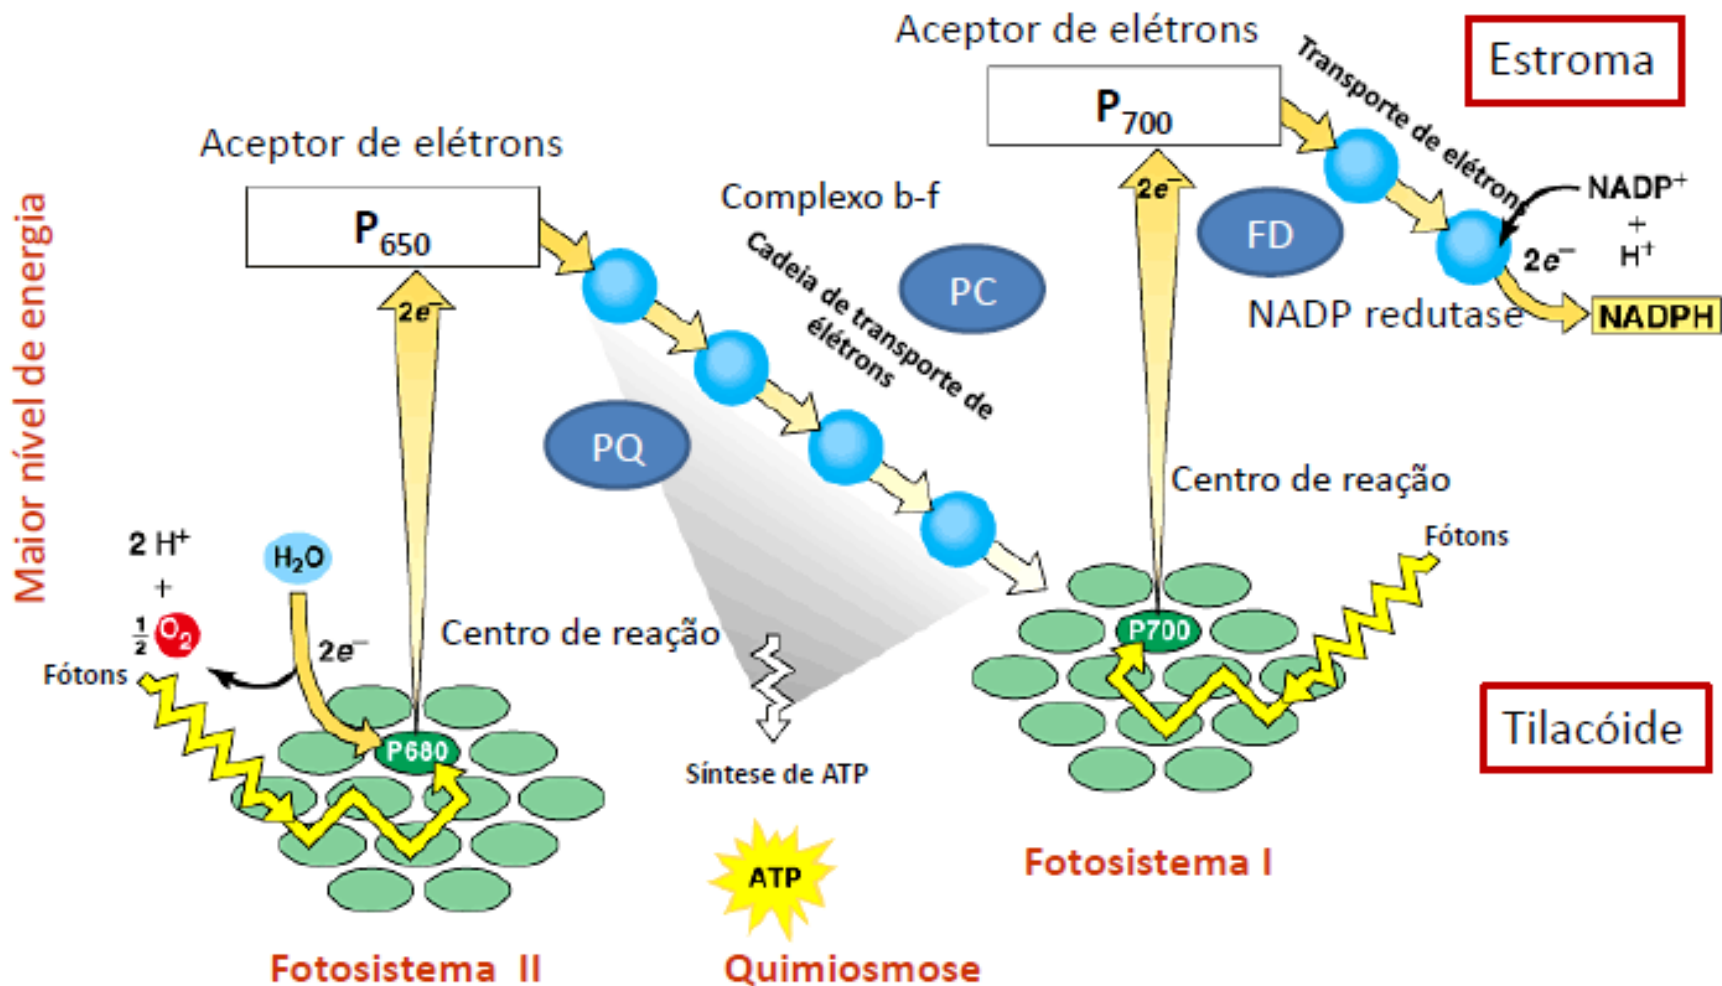 Aceptor de elétrons
P700
Transporte de elétrons
Estroma
Aceptor de elétrons
P650
Maior nível de energia
2e-
Complexo b-f
Cadeia de transporte de
élétrons
PC
2e-
FD
NADP+
+
H+
2e-
NADP redutase
NADPH
PQ
Centro de reação
Fótons
2 H+
+
½ O2
H2O
2e-
Fótons
Centro de reação
P700
P680
Síntese de ATP
Tilacóide
ATP
Fotosistema I
Fotosistema II
Quimiosmose